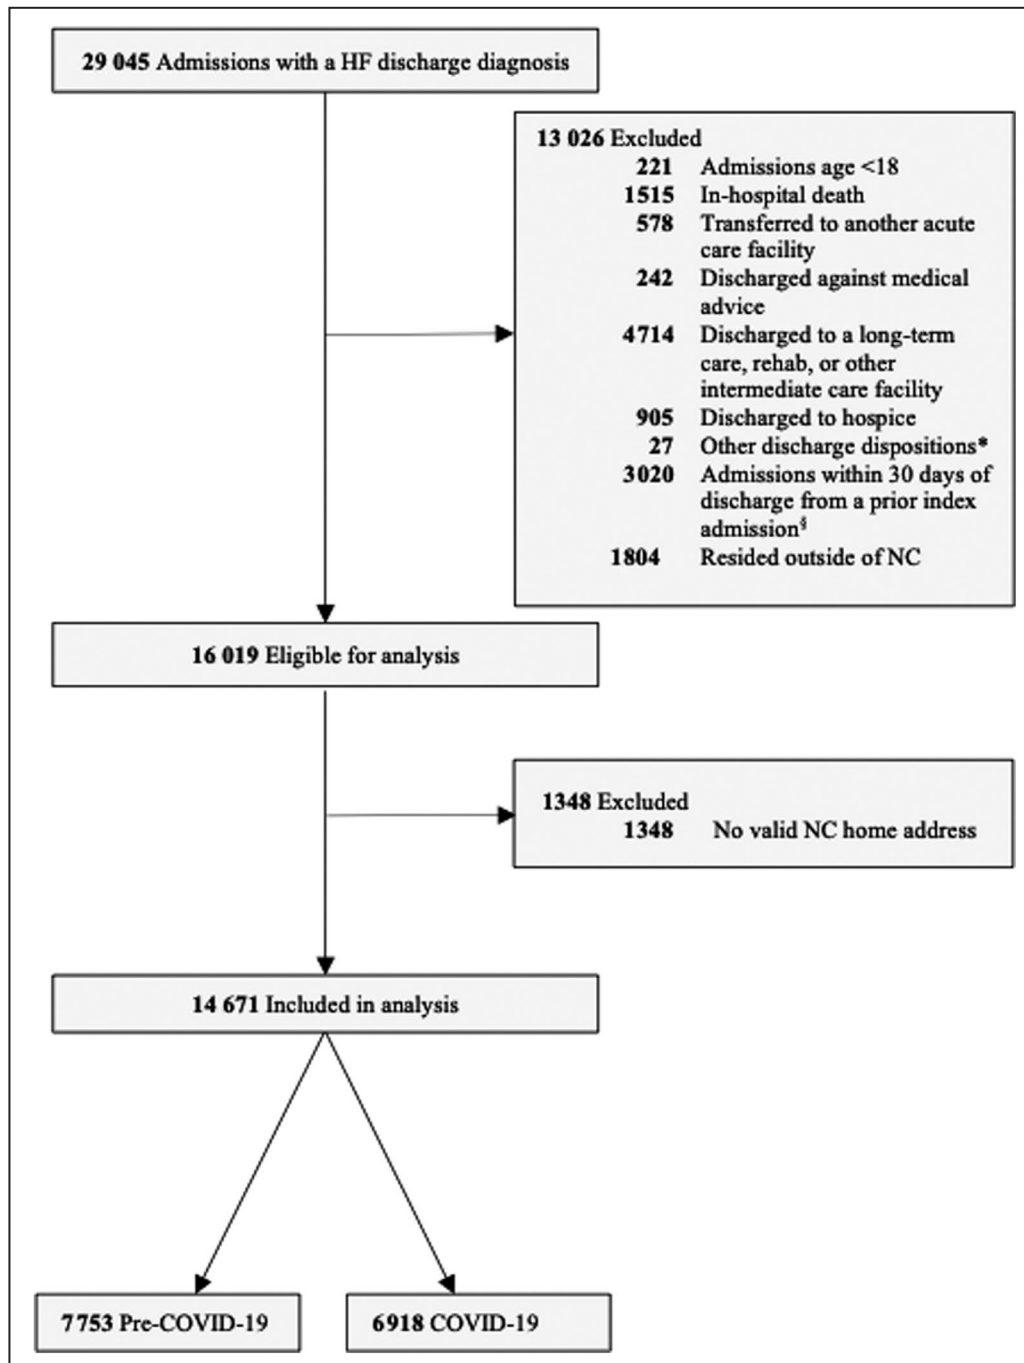 29 045 Admissions with a HF discharge diagnosis
13 026 Excluded
221 Admissions age <18
1515 In-hospital death
578 Transferred to another acute
care facility
242 Discharged against medical
advice
4714 Discharged to a long-term
care, rehab, or other
intermediate care facility
905 Discharged to hospice
27 Other discharge dispositions*
3020 Admissions within 30 days of
discharge from a prior index
admission§
1804 Resided outside of NC
16 019 Eligible for analysis
1348 Excluded
1348 No valid NC home address
14 671 Included in analysis
7753 Pre-COVID-19
6918 COVID-19